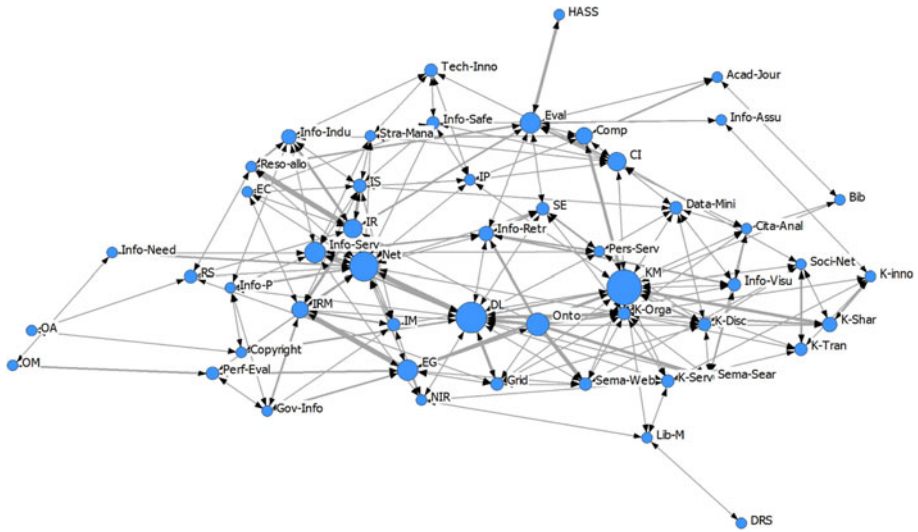 HASS
Tech-Inno
Acad-Jour
Info-Safe
Eval
Info-Assu
Info-Indu
Stra-Mana
Comp
CI
Reso-allo
IS
IP
EC
Bib
SE
Data-Mini
IR
Cita-Anal
Info-Retr
Info-Need
Info-Serv
Net
Pers-Serv
Soci-Net
RS
Info-P
KM
Info-Visu
K-inno
IRM
DL
K-Orga
OA
IM
Onto
K-Disc
K-Shar
Copyright
K-Tran
OM
Perf-Eval
EG
Grid
Sema-Web
K-Serv
Sema-Sear
Gov-Info
NIR
Lib-M
DRS